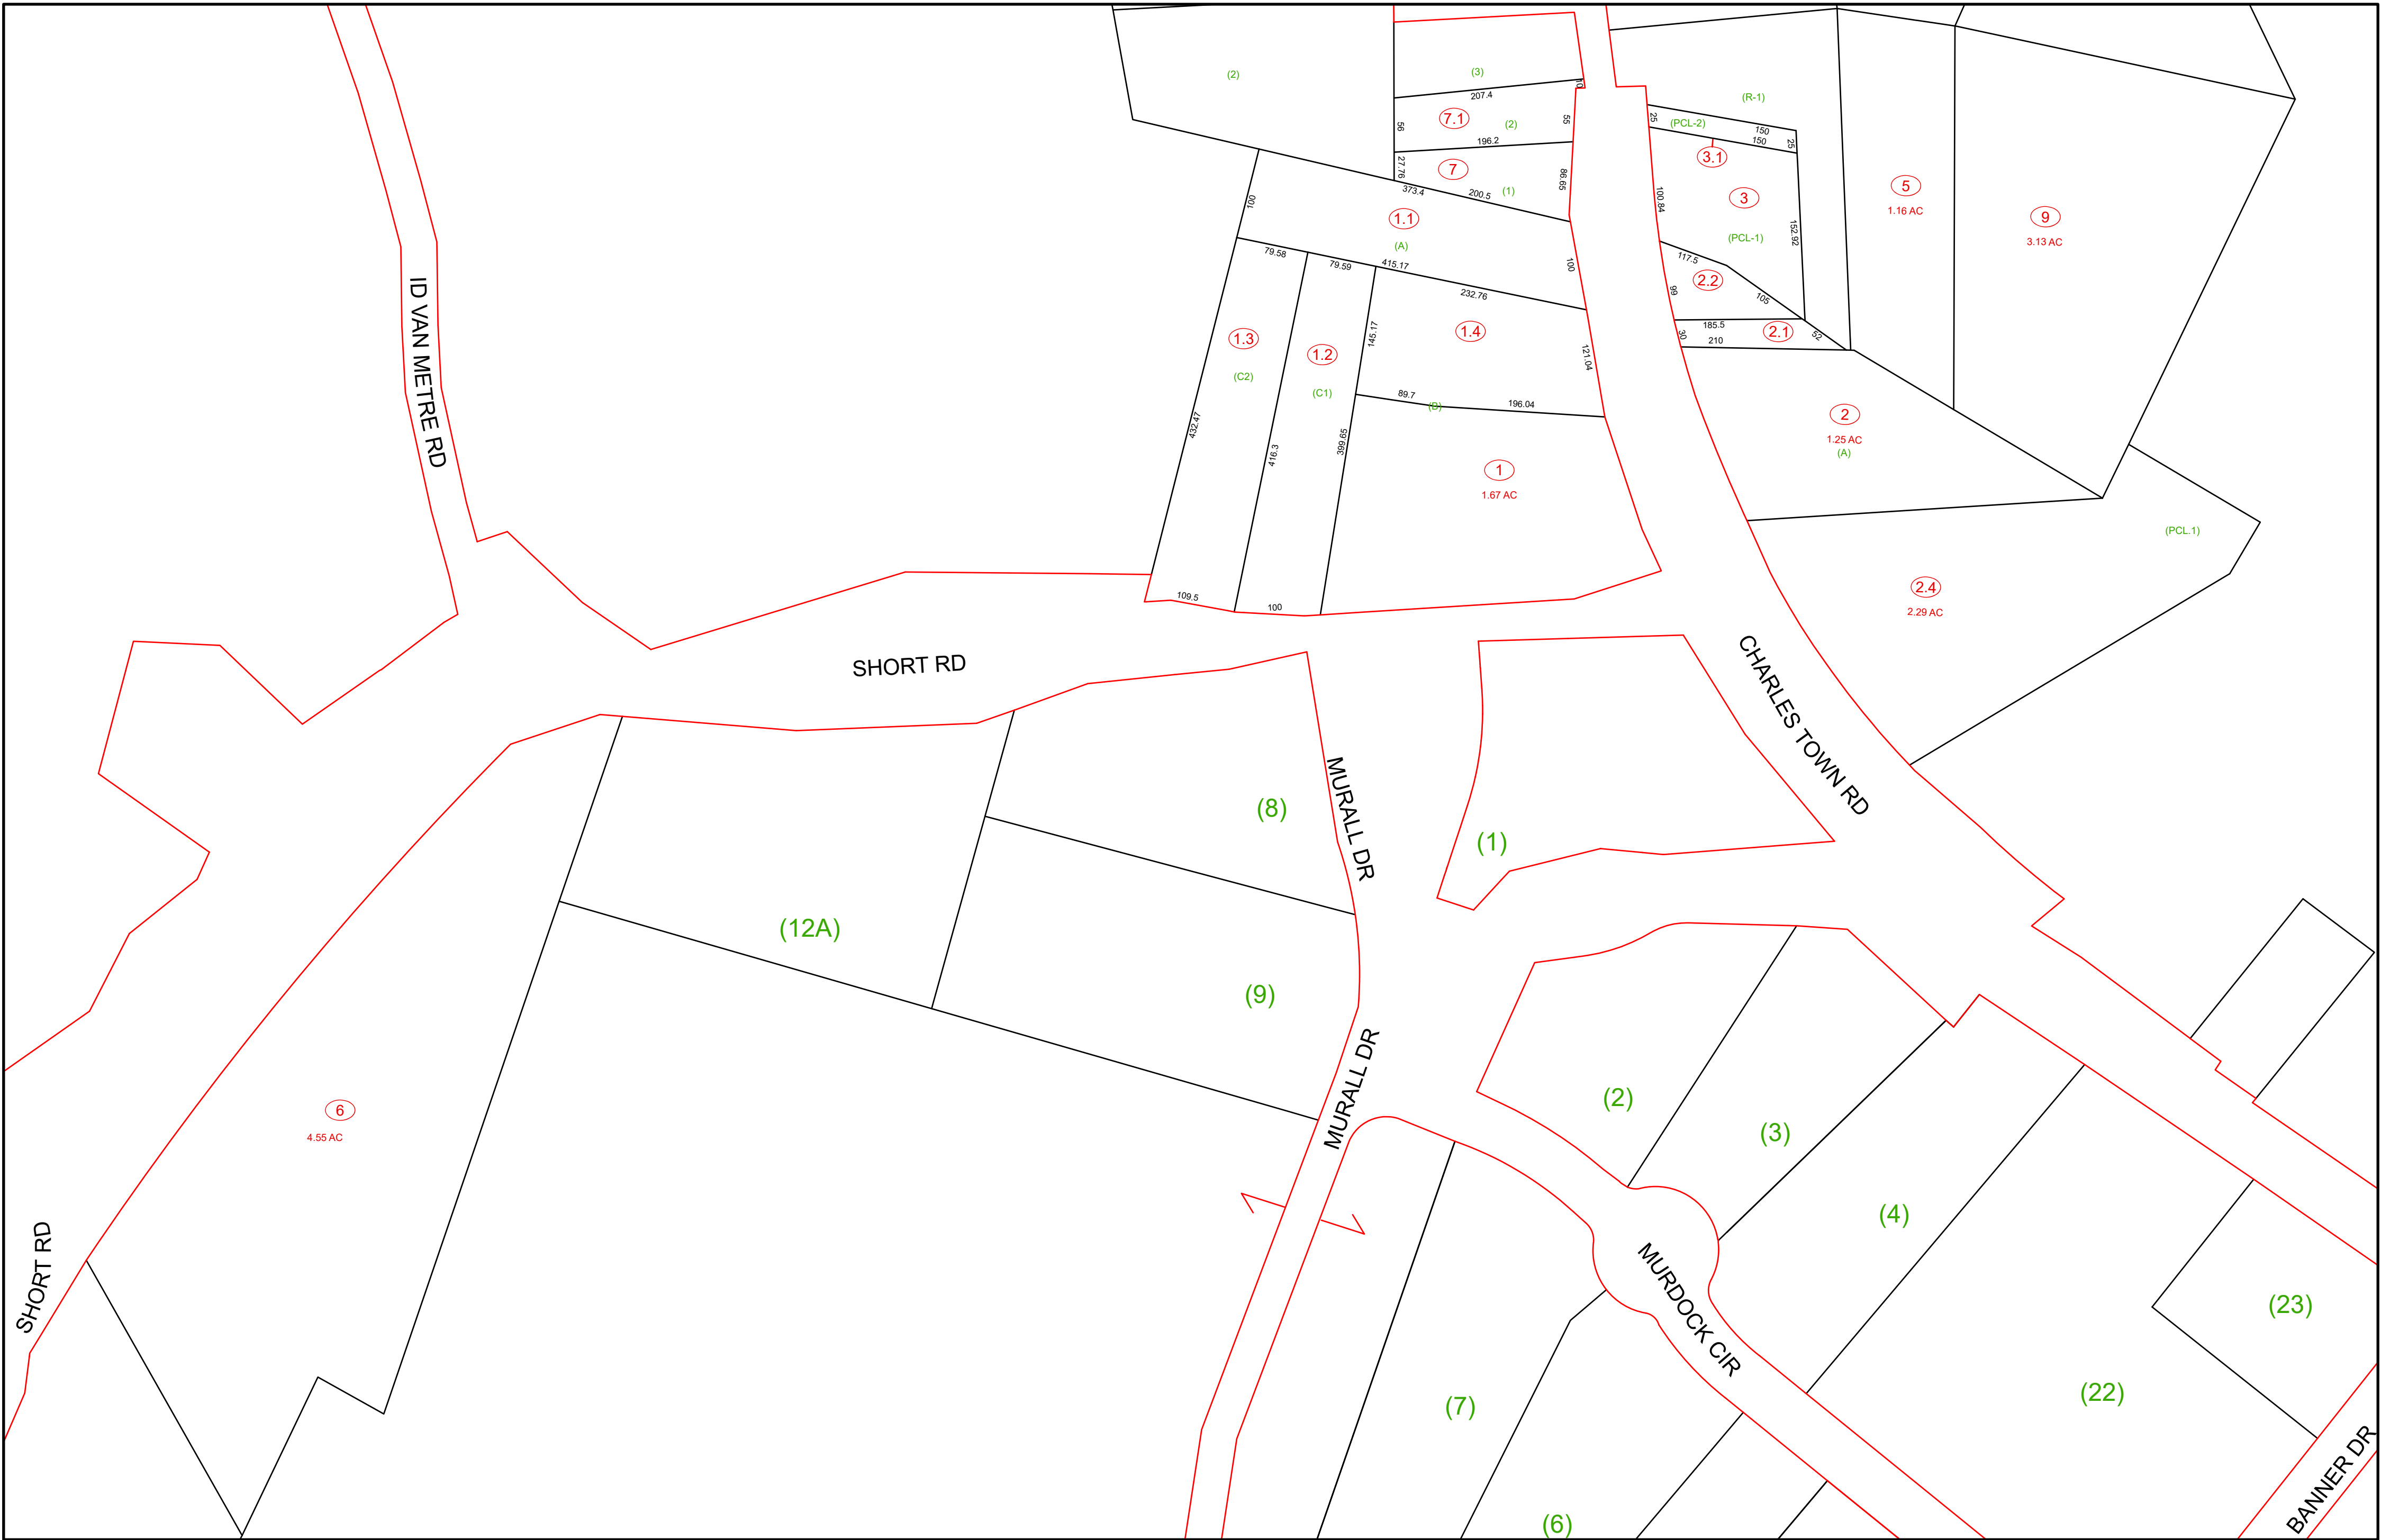 (2)
(3)
10
207.4
7.1
(2)
55
56
196.2
27.76
7
(1)
86.65
373.4
200.5
100
1.1
(A)
79.58
79.59
415.17
100
232.76
1.3
(C2)
1.2
(C1)
145.17
1.4
121.04
89.7
(B)
196.04
432.47
416.3
399.65
1
1.67 AC
109.5
100
(R-1)
25
(PCL-2)
150
150
25
3.1
100.84
3
152.92
(PCL-1)
117.5
2.2
99
105
185.5
2.1
30
210
52
5
1.16 AC
9
3.13 AC
2
1.25 AC
(A)
(PCL.1)
2.4
2.29 AC
ID VAN METRE RD
SHORT RD
CHARLES TOWN RD
MURALL DR
(8)
(1)
(12A)
(9)
MURALL DR
(2)
(3)
6
4.55 AC
(4)
SHORT RD
MURDOCK CIR
(23)
(7)
(22)
BANNER DR
(6)